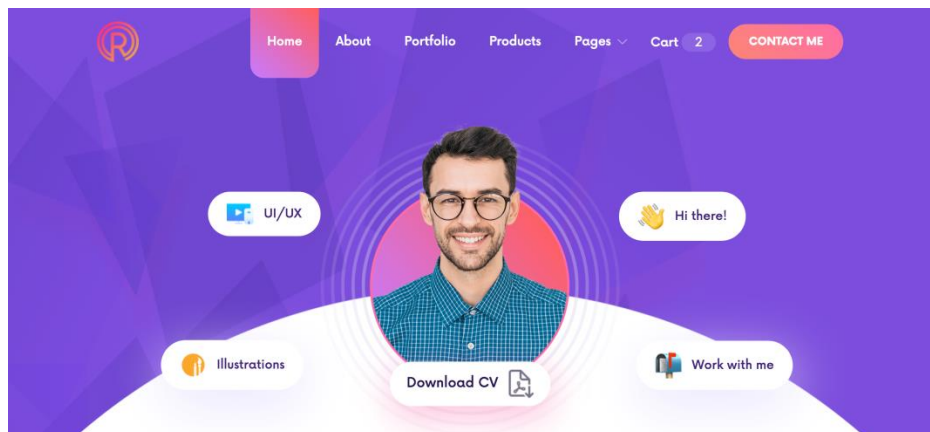 R
Home About Portfolio Products Pages Cart 2 CONTACT ME
UI/UX
Hi there!
Illustrations
Download CV
Work with me